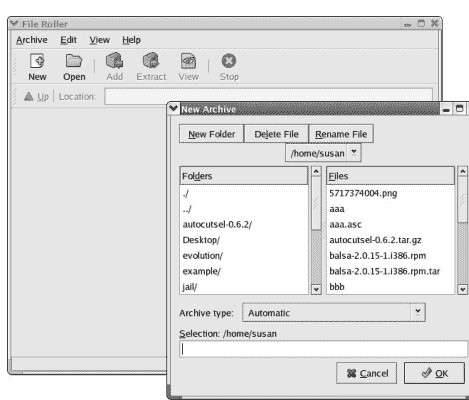 File Roller
Archive Edit View Help
New Open Add Extract View Stop
Up Location:
New Archive
New Folder Delete File Rename File
/home/susan
Folders
./
../
autocutsel-0.6.2/
Desktop/
evolution/
example/
jail/
Files
5717374004.png
aaa
aaa.asc
autocutsel-0.6.2.tar.gz
balsa-2.0.15-1.i386.rpm
balsa-2.0.15-1.i386.rpm.tar
bbb
Archive type: Automatic
Selection: /home/susan
Cancel OK